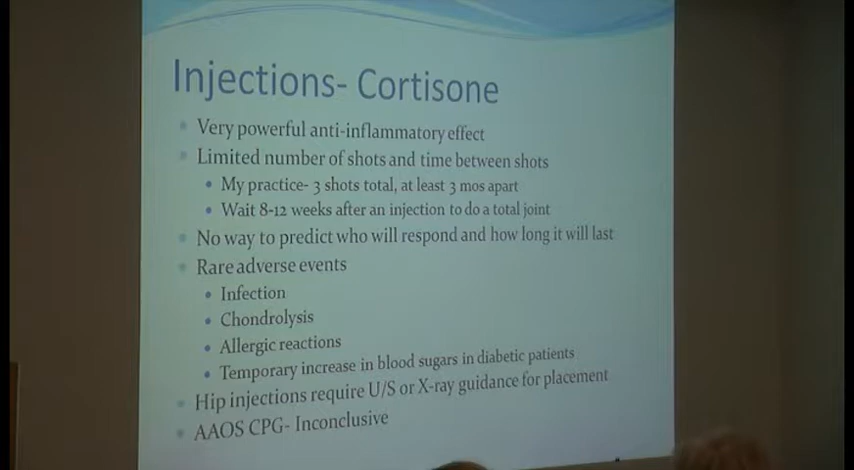 Injections- Cortisone
Very powerful anti-inflammatory effect
Limited number of shots and time between shots
My practice- 3 shots total, at least 3 mos apart
Wait 8-12 weeks after an injection to do a total joint
No way to predict who will respond and how long it will last
Rare adverse events
Infection
Chondrolysis
Allergic reactions
Temporary increase in blood sugars in diabetic patients
Hip injections require U/S or X-ray guidance for placement
AAOS CPG- Inconclusive